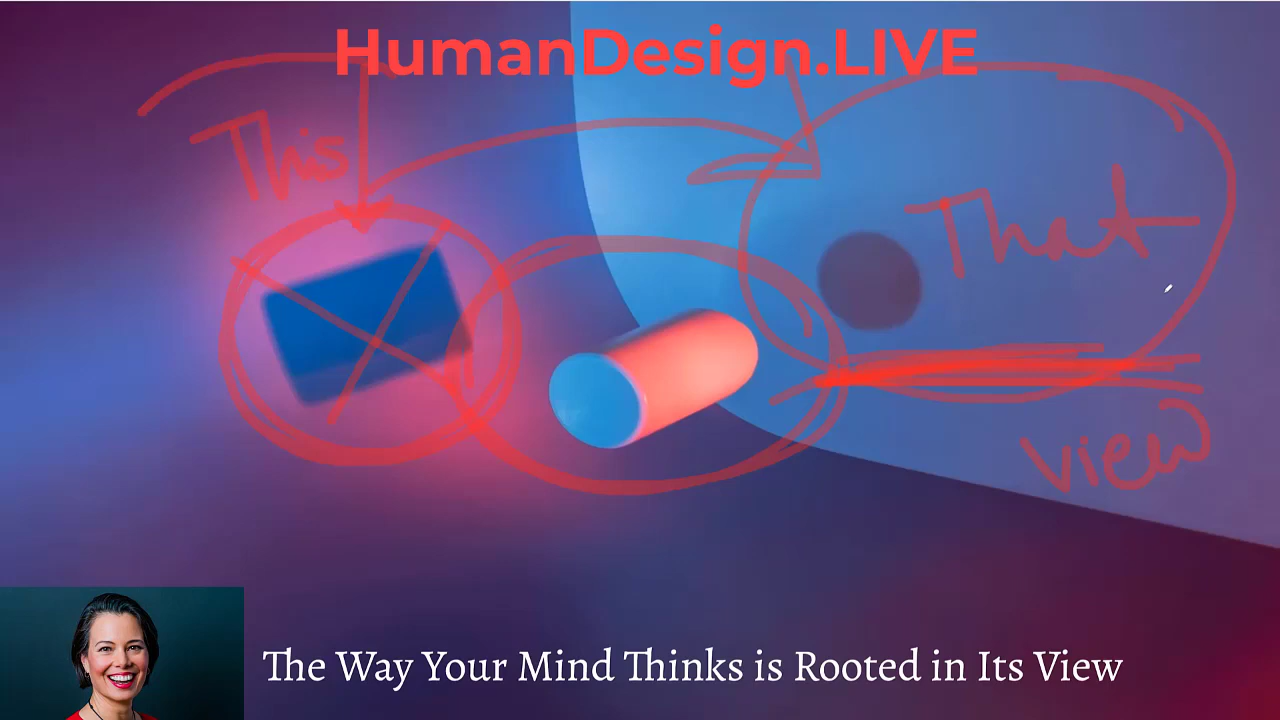 HumanDesign.LIVE
This
That
view
The Way Your Mind Thinks is Rooted in Its View